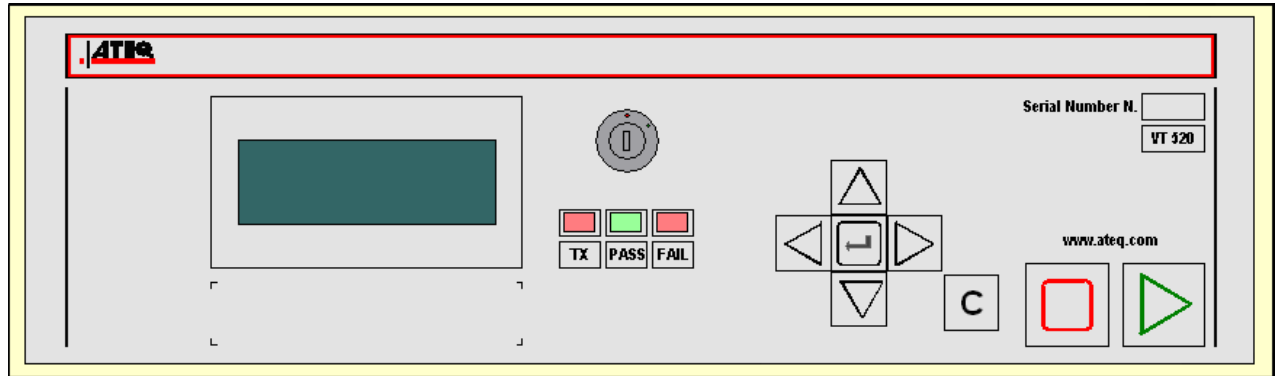 ATEQ
Serial Number N.
VT 520
TX PASS FAIL
www.ateq.com
C